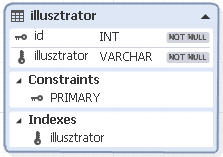 illusztrator
id INT NOT NULL
illusztrator VARCHAR NOT NULL
Constraints
PRIMARY
Indexes
illusztrator